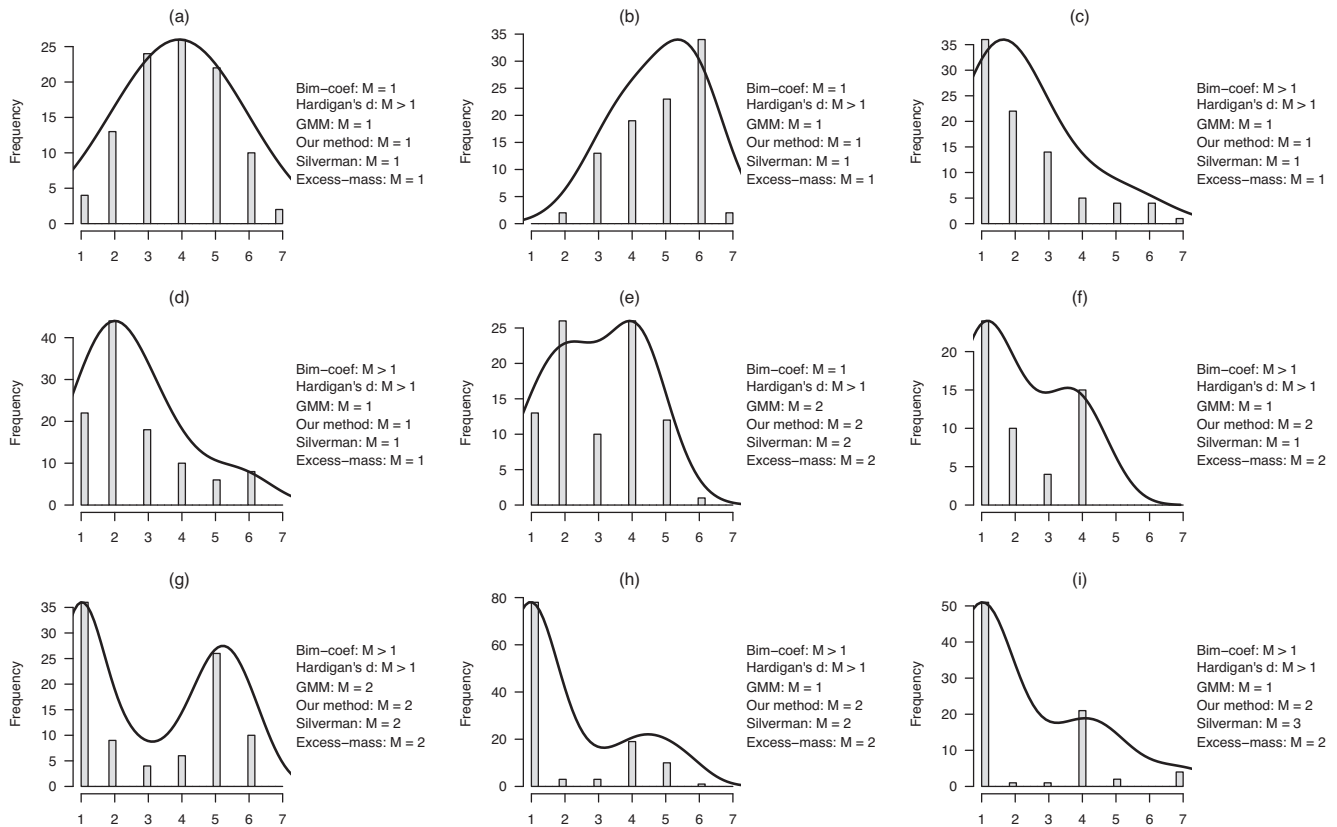 (a)
Frequency
25
20
15
10
5
0
1 2 3 4 5 6 7
Bim−coef: M = 1
Hardigan's d: M > 1
GMM: M = 1
Our method: M = 1
Silverman: M = 1
Excess−mass: M = 1
(b)
Frequency
35
30
25
20
15
10
5
0
1 2 3 4 5 6 7
Bim−coef: M = 1
Hardigan's d: M > 1
GMM: M = 1
Our method: M = 1
Silverman: M = 1
Excess−mass: M = 1
(c)
Frequency
35
30
25
20
15
10
5
0
1 2 3 4 5 6 7
Bim−coef: M > 1
Hardigan's d: M > 1
GMM: M = 1
Our method: M = 1
Silverman: M = 1
Excess−mass: M = 1
(d)
Frequency
40
30
20
10
0
1 2 3 4 5 6 7
Bim−coef: M > 1
Hardigan's d: M > 1
GMM: M = 1
Our method: M = 1
Silverman: M = 1
Excess−mass: M = 1
(e)
Frequency
25
20
15
10
5
0
1 2 3 4 5 6 7
Bim−coef: M = 1
Hardigan's d: M > 1
GMM: M = 2
Our method: M = 2
Silverman: M = 2
Excess−mass: M = 2
(f)
Frequency
20
15
10
5
0
1 2 3 4 5 6 7
Bim−coef: M > 1
Hardigan's d: M > 1
GMM: M = 1
Our method: M = 2
Silverman: M = 1
Excess−mass: M = 2
(g)
Frequency
35
30
25
20
15
10
5
0
1 2 3 4 5 6 7
Bim−coef: M > 1
Hardigan's d: M > 1
GMM: M = 2
Our method: M = 2
Silverman: M = 2
Excess−mass: M = 2
(h)
Frequency
80
60
40
20
0
1 2 3 4 5 6 7
Bim−coef: M > 1
Hardigan's d: M > 1
GMM: M = 1
Our method: M = 2
Silverman: M = 2
Excess−mass: M = 2
(i)
Frequency
50
40
30
20
10
0
1 2 3 4 5 6 7
Bim−coef: M > 1
Hardigan's d: M > 1
GMM: M = 1
Our method: M = 2
Silverman: M = 3
Excess−mass: M = 2